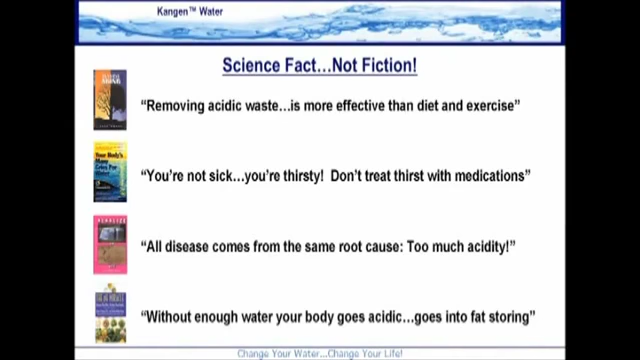 Kangen™ Water
Science Fact...Not Fiction!
“Removing acidic waste...is more effective than diet and exercise”
“You’re not sick...you’re thirsty! Don’t treat thirst with medications”
“All disease comes from the same root cause: Too much acidity!”
“Without enough water your body goes acidic...goes into fat storing”
Change Your Water...Change Your Life!